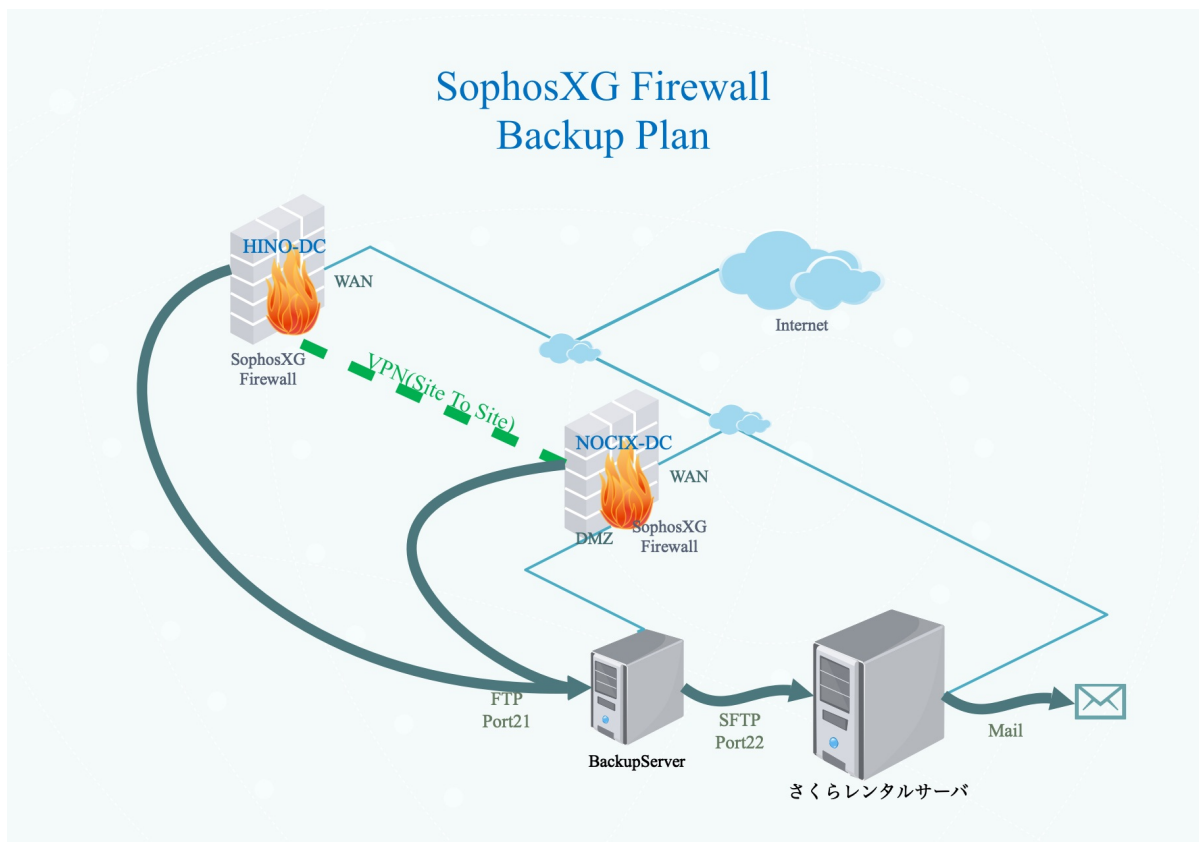 SophosXG Firewall
Backup Plan
HINO-DC
WAN
Internet
SophosXG
Firewall
VPN(Site To Site)
NOCIX-DC
WAN
DMZ
SophosXG
Firewall
FTP
Port21
SFTP
Port22
Mail
BackupServer
さくらレンタルサーバ